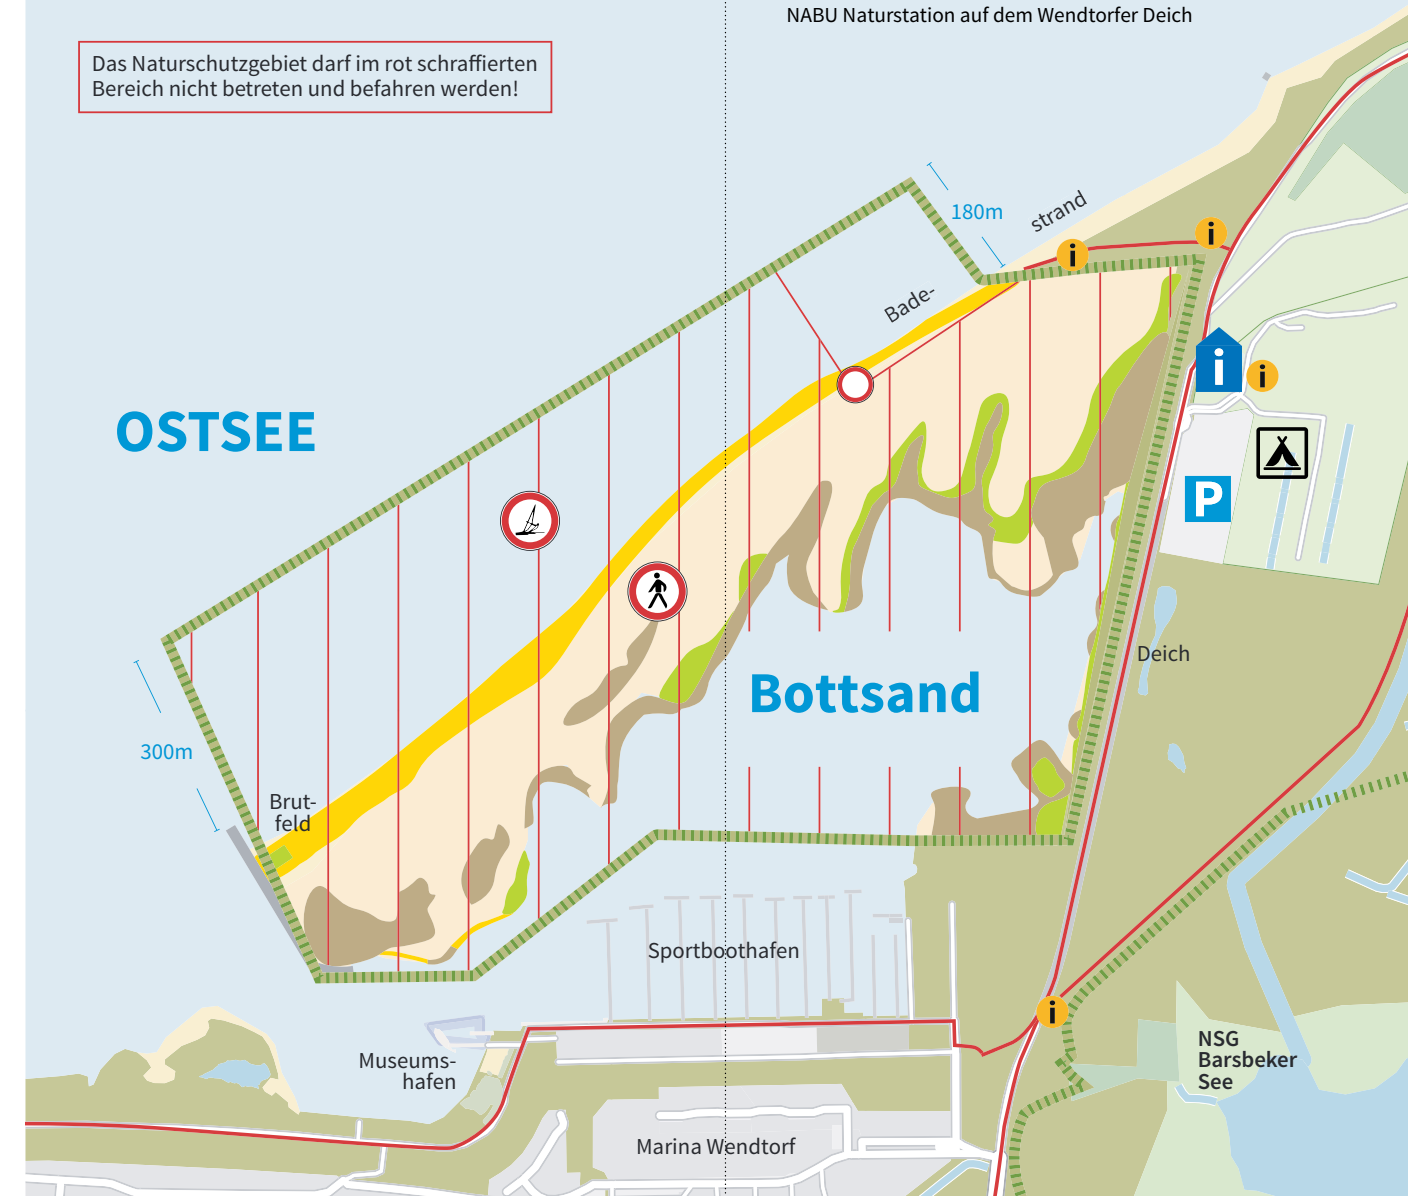 NABU Naturstation auf dem Wendtorfer Deich
Das Naturschutzgebiet darf im rot schraffierten
Bereich nicht betreten und befahren werden!
180m
strand
i
i
Bade-
i
i
OSTSEE
P
Deich
Bottsand
300m
Brut-
feld
Sportboothafen
i
NSG
Barsbeker
See
Museums-
hafen
Marina Wendtorf